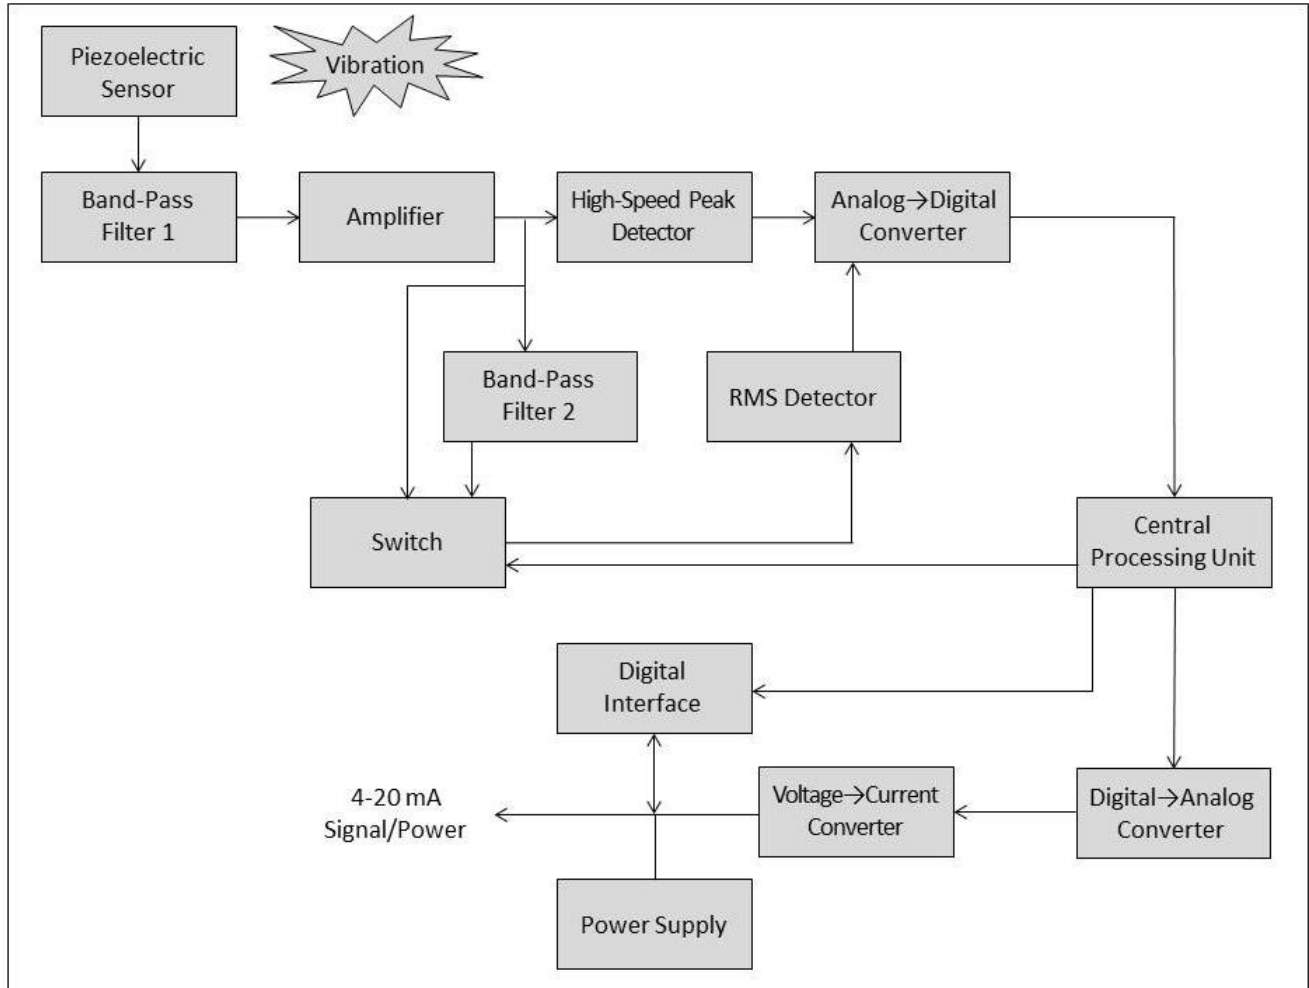 Piezoelectric
Sensor
Vibration
Band-Pass
Filter 1
Amplifier
High-Speed Peak
Detector
Analog→Digital
Converter
Band-Pass
Filter 2
RMS Detector
Switch
Central
Processing Unit
Digital
Interface
4-20 mA
Signal/Power
Voltage→Current
Converter
Digital→Analog
Converter
Power Supply